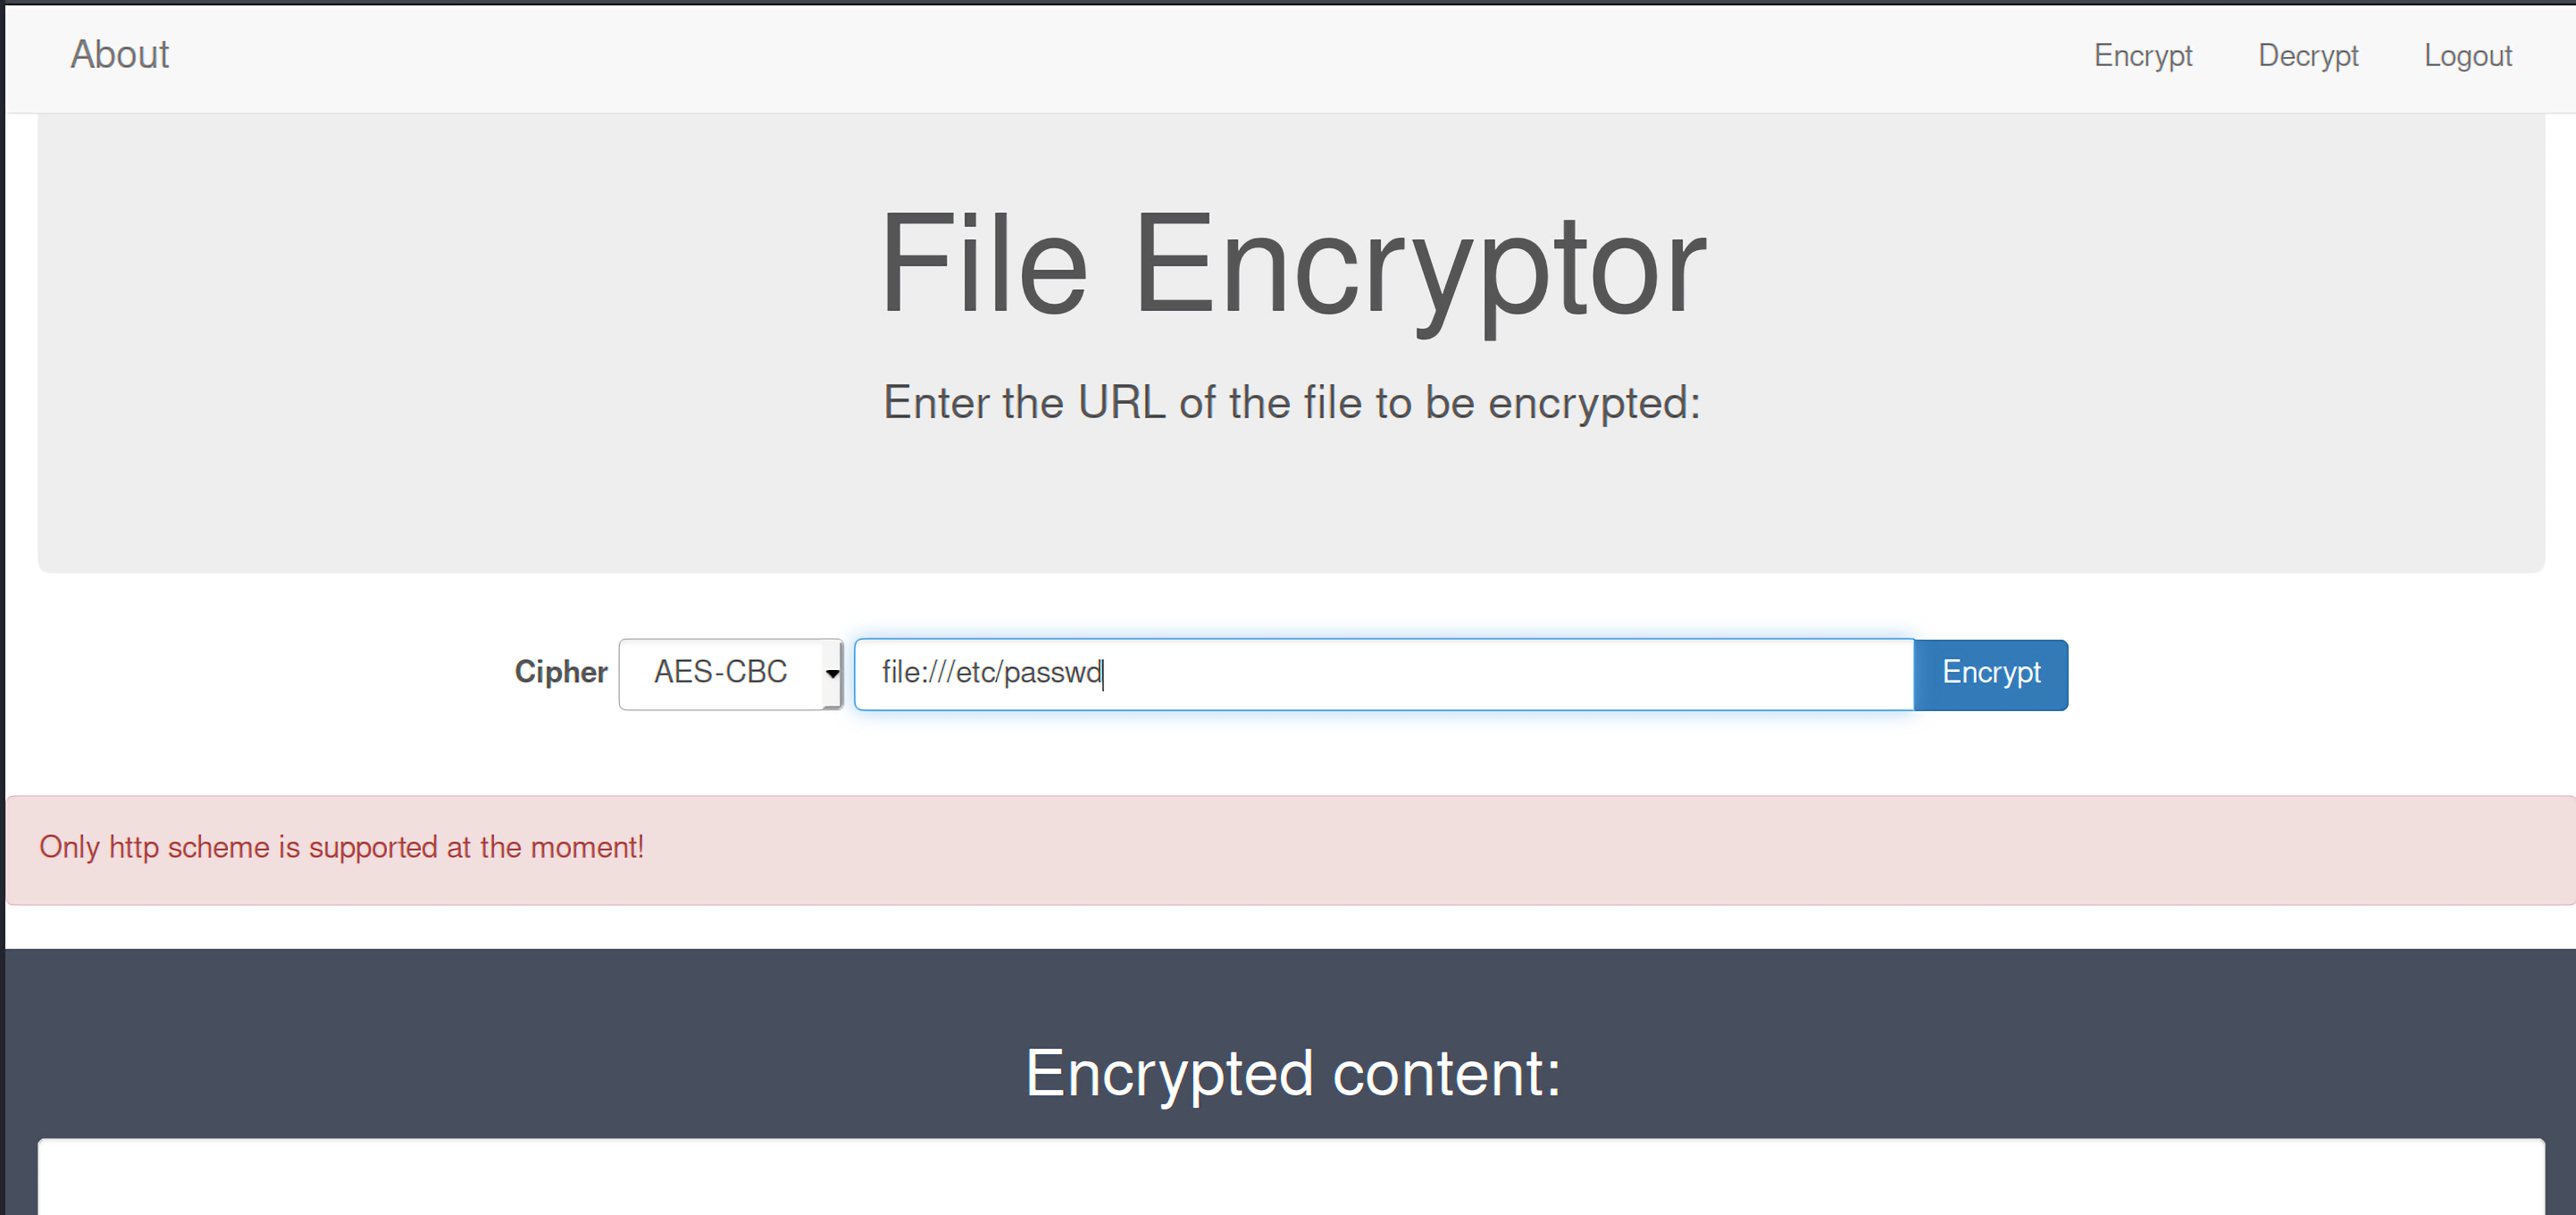 About Encrypt Decrypt Logout
File Encryptor
Enter the URL of the file to be encrypted:
Cipher AES-CBC file:///etc/passwd Encrypt
Only http scheme is supported at the moment!
Encrypted content: